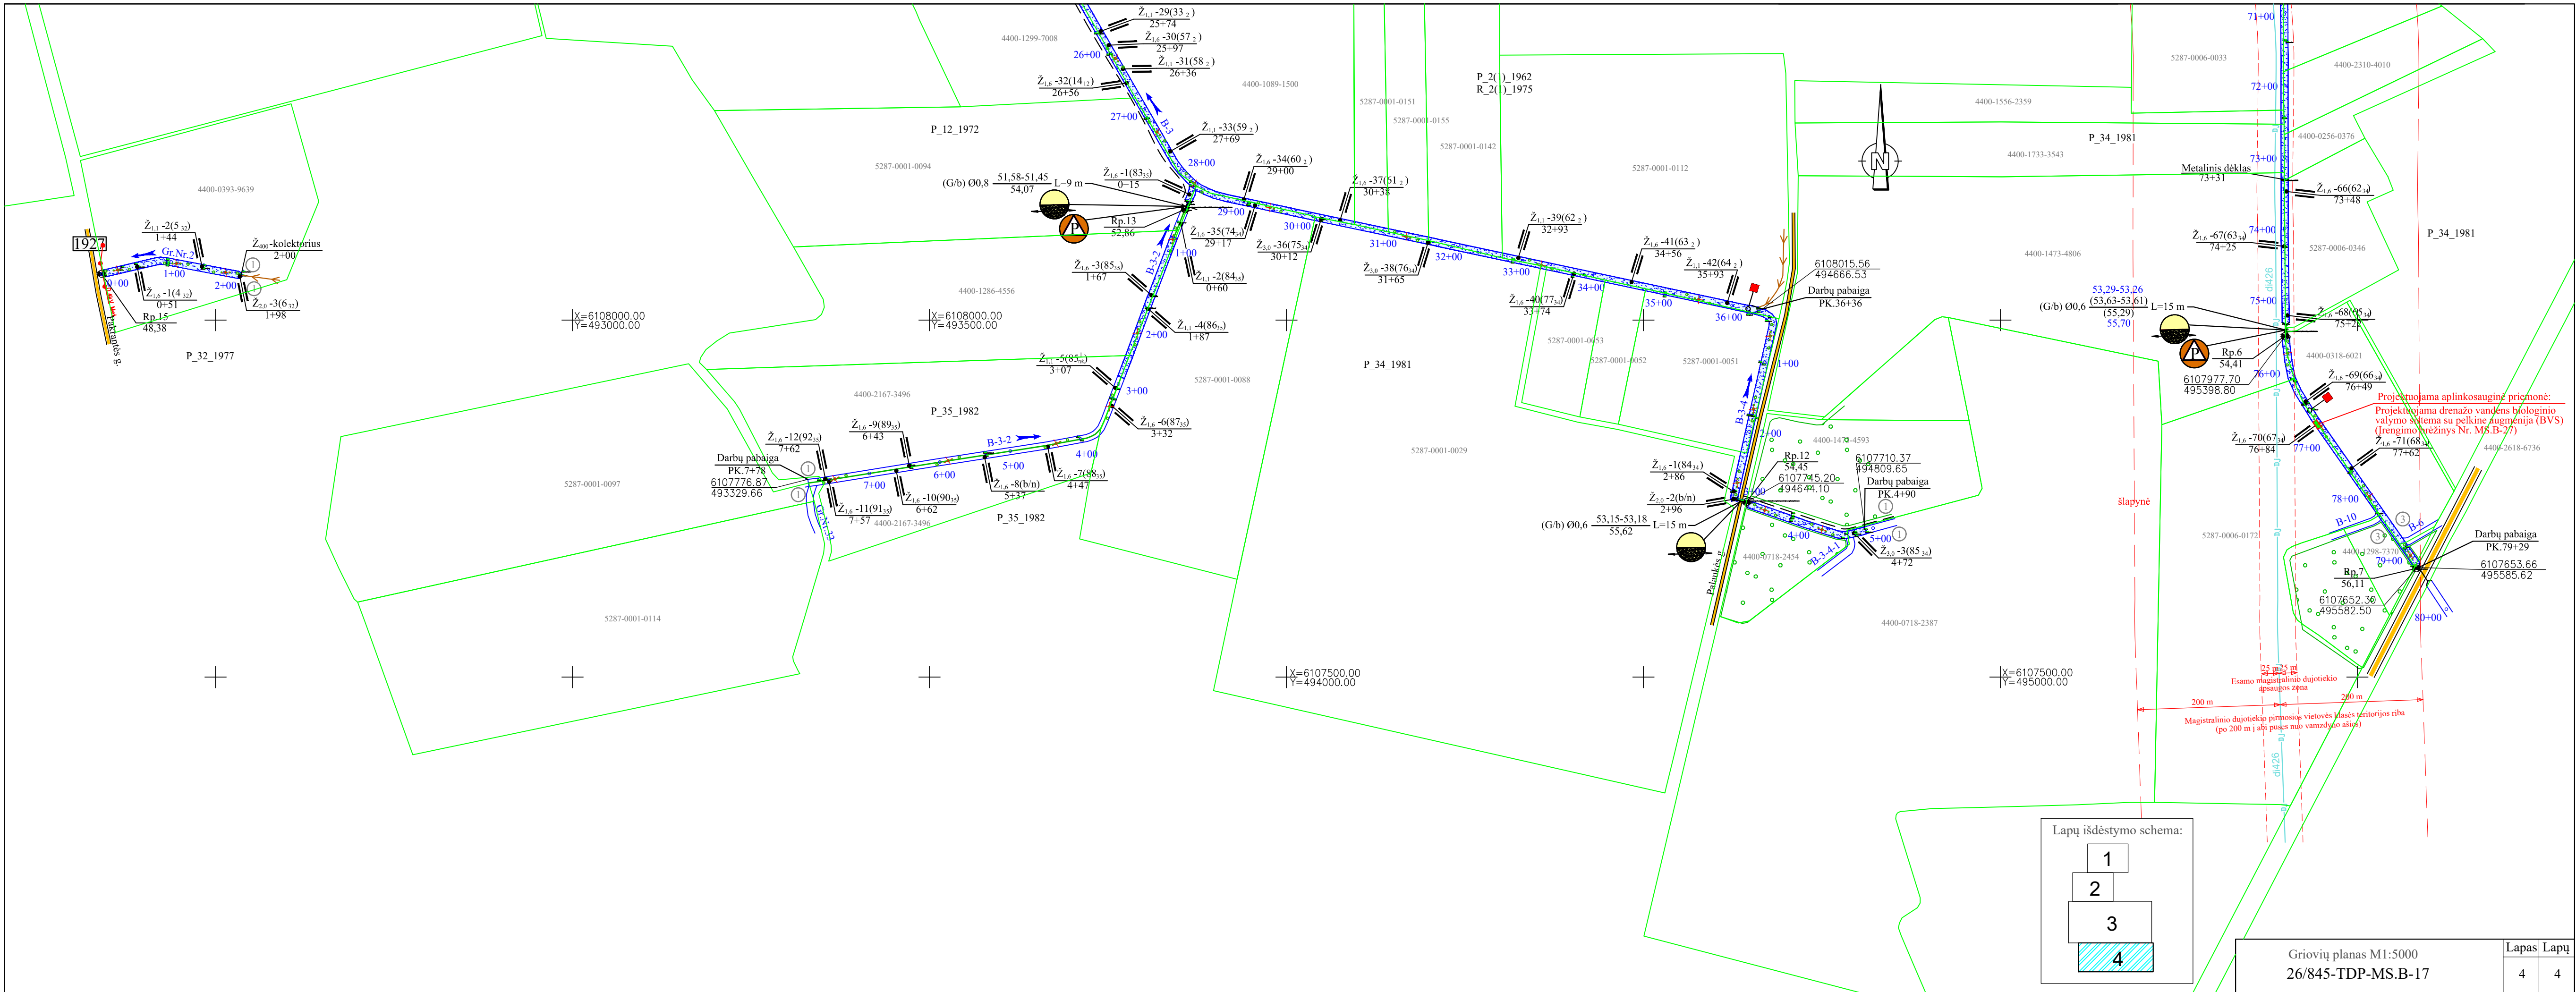 1927
4400-0393-9639
Ž1,1 -2(5 32)
1+44
Gr.Nr.2
Ž400-kolektorius
2+00
1
1
0+00
1+00
2+00
Ž1,6 -1(4 32)
0+51
Ž2,0 -3(6 32)
1+98
Rp.15
48,38
Pakrantės g.
P_32_1977
X=6108000.00
Y=493000.00
X=6108000.00
Y=493500.00
4400-1299-7008
Ž1,1 -29(33 2)
25+74
Ž1,6 -30(57 2)
25+97
26+00
Ž1,1 -31(58 2)
26+36
Ž1,6 -32(14 12)
26+56
4400-1089-1500
27+00
B-3
P_12_1972
Ž1,1 -33(59 2)
27+69
5287-0001-0094
28+00
Ž1,6 -34(60 2)
29+00
Ž1,6 -1(83 35)
0+15
(G/b) Ø0,8
51,58-51,45
54,07
L=9 m
P
Rp.13
52,86
29+00
Ž1,6 -35(74 34)
29+17
Ž3,0 -36(75 34)
30+12
30+00
Ž1,6 -37(61 2)
30+38
31+00
Ž3,0 -38(76 34)
31+65
32+00
Ž1,1 -39(62 2)
32+93
33+00
Ž1,6 -40(77 34)
33+74
34+00
Ž1,6 -41(63 2)
34+56
35+00
Ž1,1 -42(64 2)
35+93
36+00
6108015.56
494666.53
Darbų pabaiga
PK.36+36
5287-0001-0151
5287-0001-0155
5287-0001-0142
P_2(1)_1962
R_2(1)_1975
5287-0001-0112
N
1+00
B-3-2
Ž1,1 -2(84 35)
0+60
Ž1,6 -3(85 35)
1+67
4400-1286-4556
Ž1,1 -4(86 35)
1+87
2+00
3+07
3+00
5287-0001-0088
Ž1,6 -6(87 35)
3+32
4400-2167-3496
P_35_1982
Ž1,6 -9(89 35)
6+43
B-3-2
4+00
Ž1,6 -7(88 35)
4+47
5+00
Ž1,6 -8(b/n)
5+37
6+00
Ž1,6 -10(90 35)
6+62
7+00
Ž1,6 -12(92 35)
7+62
Darbų pabaiga
PK.7+78
6107776.87
493329.66
1
1
Ž1,6 -11(91 35)
7+57
Gr.Nr.33
4400-2167-3496
P_35_1982
5287-0001-0097
5287-0001-0114
P_34_1981
5287-0001-0029
5287-0001-0053
5287-0001-0052
5287-0001-0051
1+00
B-3-4
2+00
Ž1,6 -1(84 34)
2+86
Ž2,0 -2(b/n)
2+96
(G/b) Ø0,6
53,15-53,18
55,62
L=15 m
Rp.12
54,45
6107745.20
494644.10
4400-1473-4593
6107710.37
494809.65
Darbų pabaiga
PK.4+90
1
1
4+00
5+00
B-3-4-1
Ž3,0 -3(85 34)
4+72
4400-0718-2454
Palaukės g.
4400-0718-2387
X=6107500.00
Y=494000.00
X=6107500.00
Y=495000.00
4400-1556-2359
4400-1733-3543
P_34_1981
4400-1473-4806
71+00
5287-0006-0033
4400-2310-4010
72+00
4400-0256-0376
73+00
Metalinis dėklas
73+31
Ž1,6 -66(62 34)
73+48
74+00
Ž1,6 -67(63 34)
74+25
5287-0006-0346
P_34_1981
di426
75+00
53,29-53,26
(G/b) Ø0,6
(53,63-53,61)
L=15 m
(55,29)
55,70
75+22
P
Rp.6
54,41
4400-0318-6021
6107977.70
495398.80
76+00
Ž1,6 -69(66 34)
76+49
Projektuojama aplinkosauginė priemonė:
Projektuojama drenažo vandens biologinio
valymo sistema su pelkine augmenija (BVS)
(Įrengimo brėžinys Nr. MS.B-27)
Ž1,6 -70(67 34)
76+84
77+00
Ž1,6 -71(68 34)
77+62
4400-2618-6736
šlapynė
78+00
B-10
B-6
3
3
5287-0006-0172
4400-1298-7370
79+00
Darbų pabaiga
PK.79+29
6107653.66
495585.62
Rp.7
56,11
6107652.30
495582.50
80+00
25 m
25 m
Esamo magistralinio dujotiekio
apsaugos zona
200 m
200 m
Magistralinio dujotiekio pirmosios vietovės klasės teritorijos riba
(po 200 m į abi puses nuo vamzdyno ašies)
di426
Lapų išdėstymo schema:
1
2
3
4
Griovių planas M1:5000
26/845-TDP-MS.B-17
Lapas
Lapų
4
4